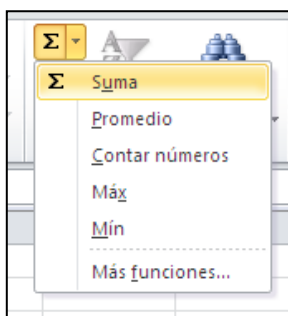 Σ
Σ Suma
Promedio
Contar números
Máx
Mín
Más funciones...